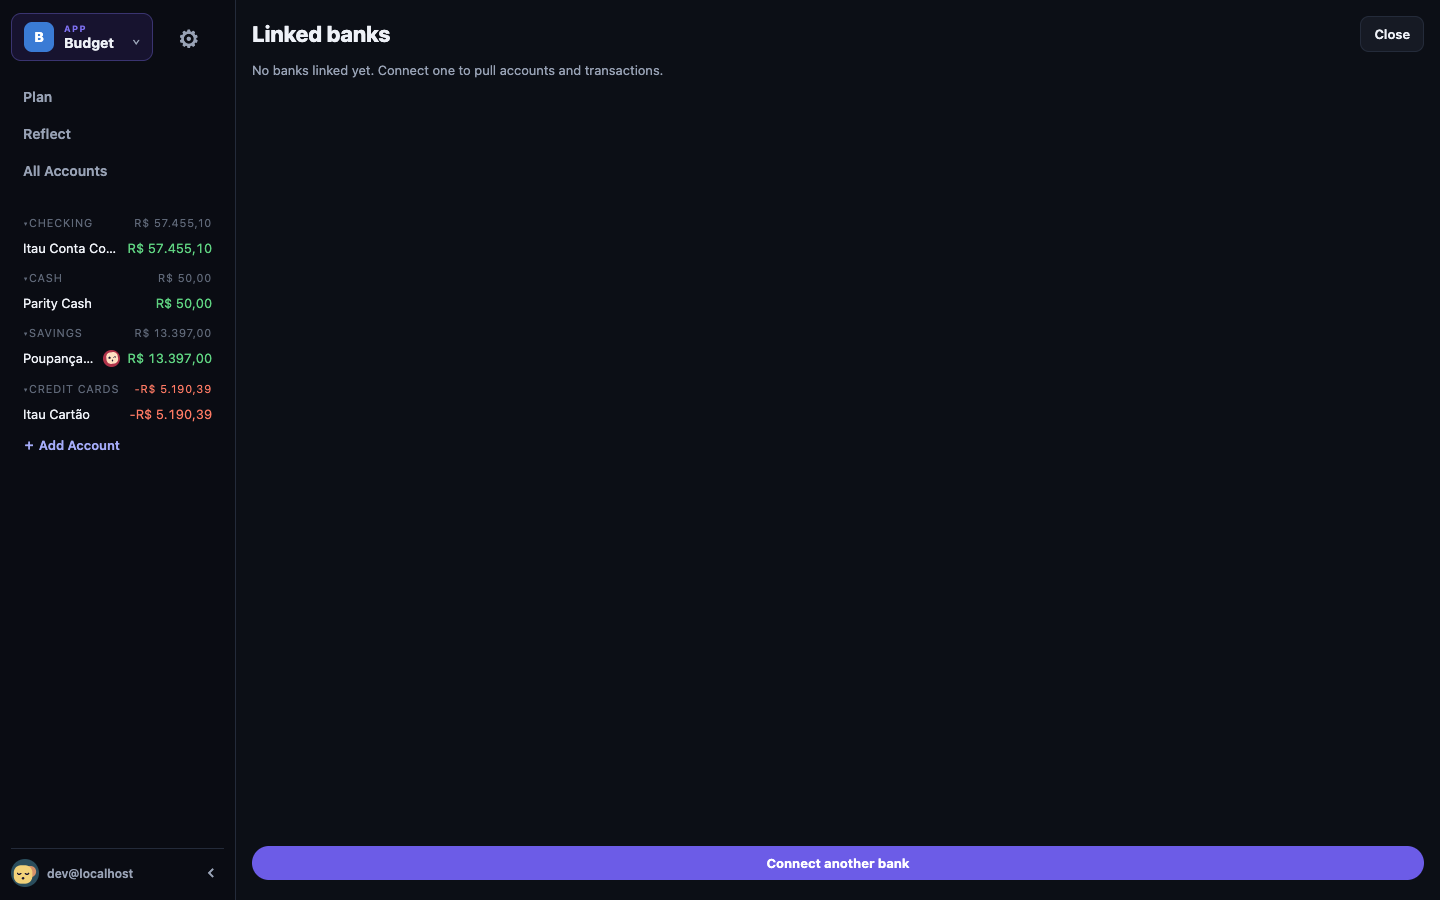 B
APP
Budget
Plan
Reflect
All Accounts
CHECKING R$ 57.455,10
Itau Conta Co... R$ 57.455,10
CASH R$ 50,00
Parity Cash R$ 50,00
SAVINGS R$ 13.397,00
Poupança... R$ 13.397,00
CREDIT CARDS -R$ 5.190,39
Itau Cartão -R$ 5.190,39
+ Add Account
dev@localhost
Linked banks
Close
No banks linked yet. Connect one to pull accounts and transactions.
Connect another bank